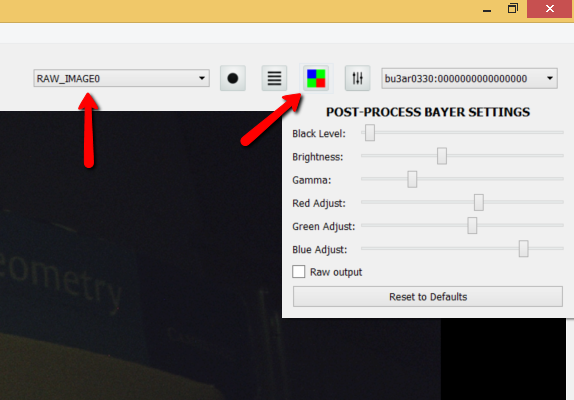 RAW_IMAGE0
bu3ar0330:0000000000000000
POST-PROCESS BAYER SETTINGS
Black Level:
Brightness:
Gamma:
Red Adjust:
Green Adjust:
Blue Adjust:
Raw output
Reset to Defaults
eometry